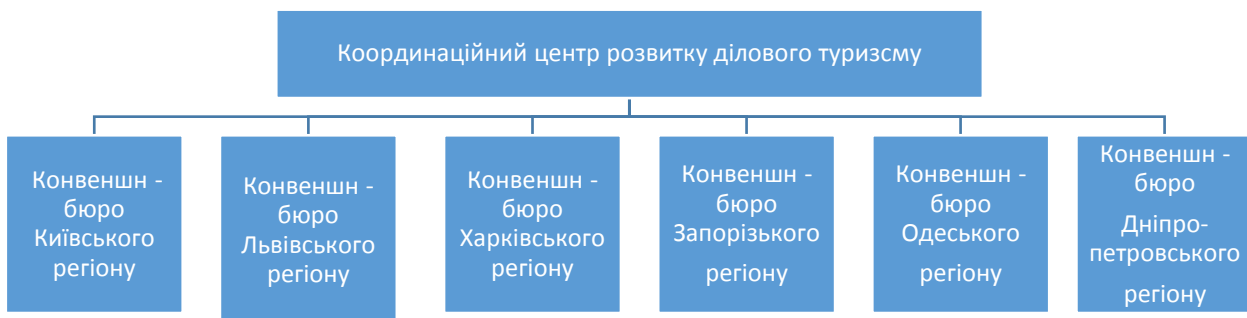 Координаційний центр розвитку ділового туризсму
Конвеншн -
бюро
Київського
регіону
Конвеншн -
бюро
Львівського
регіону
Конвеншн -
бюро
Харківського
регіону
Конвеншн -
бюро
Запорізького
регіону
Конвеншн -
бюро
Одеського
регіону
Конвеншн -
бюро
Дніпро-
петровського
регіону